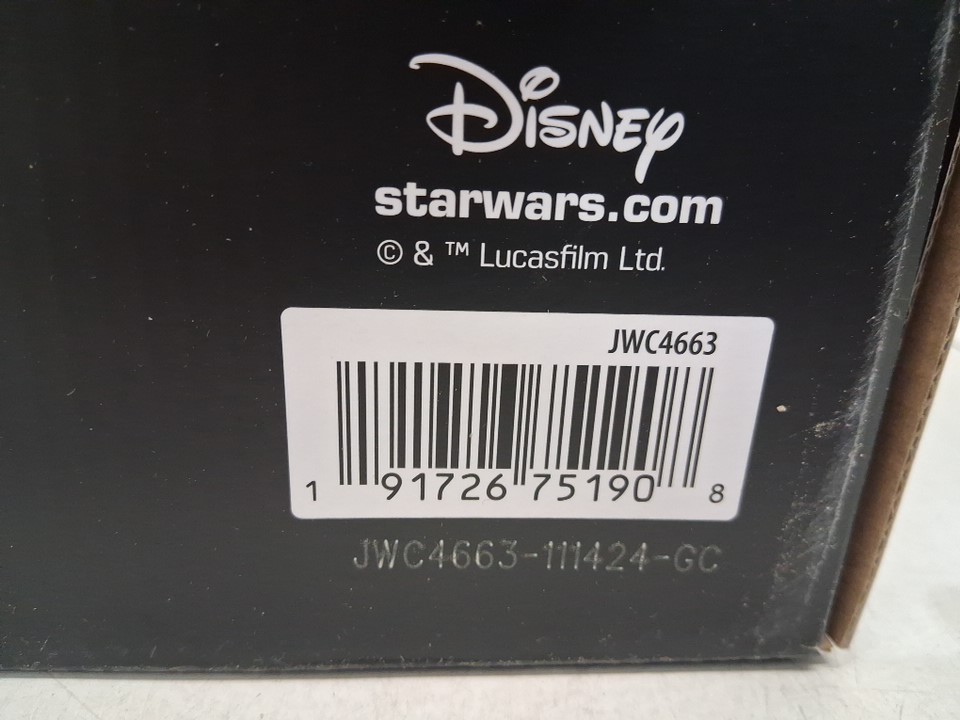 Disney
starwars.com
© & ™ Lucasfilm Ltd.
JWC4663
1 91726 75190 8
JWC4663-111424-GC